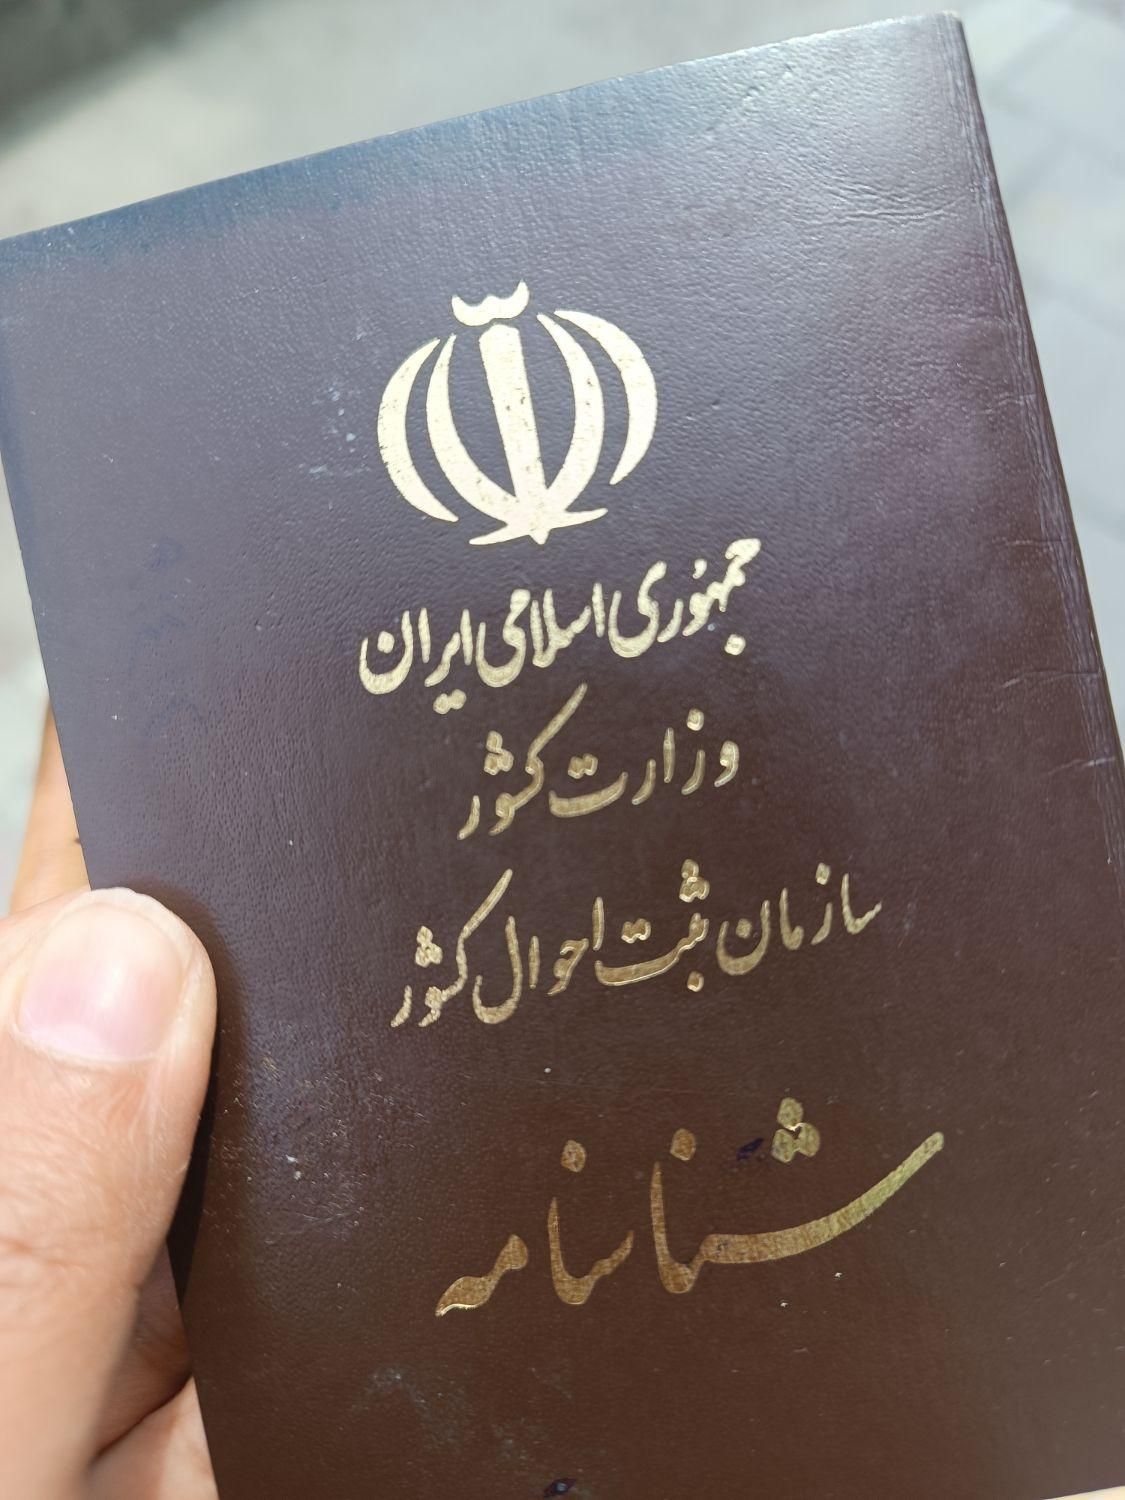 جمهوری اسلامی ایران
وزارت کشور
سازمان ثبت احوال کشور
شناسنامه